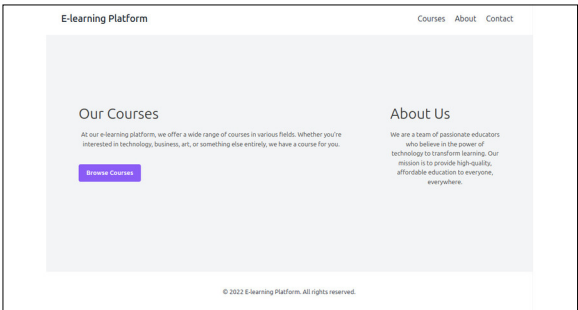 E-learning Platform
Courses About Contact
Our Courses
At our e-learning platform, we offer a wide range of courses in various fields. Whether you're
interested in technology, business, art, or something else entirely, we have a course for you.
Browse Courses
About Us
We are a team of passionate educators
who believe in the power of
technology to transform learning. Our
mission is to provide high-quality,
affordable education to everyone,
everywhere.
© 2022 E-learning Platform. All rights reserved.